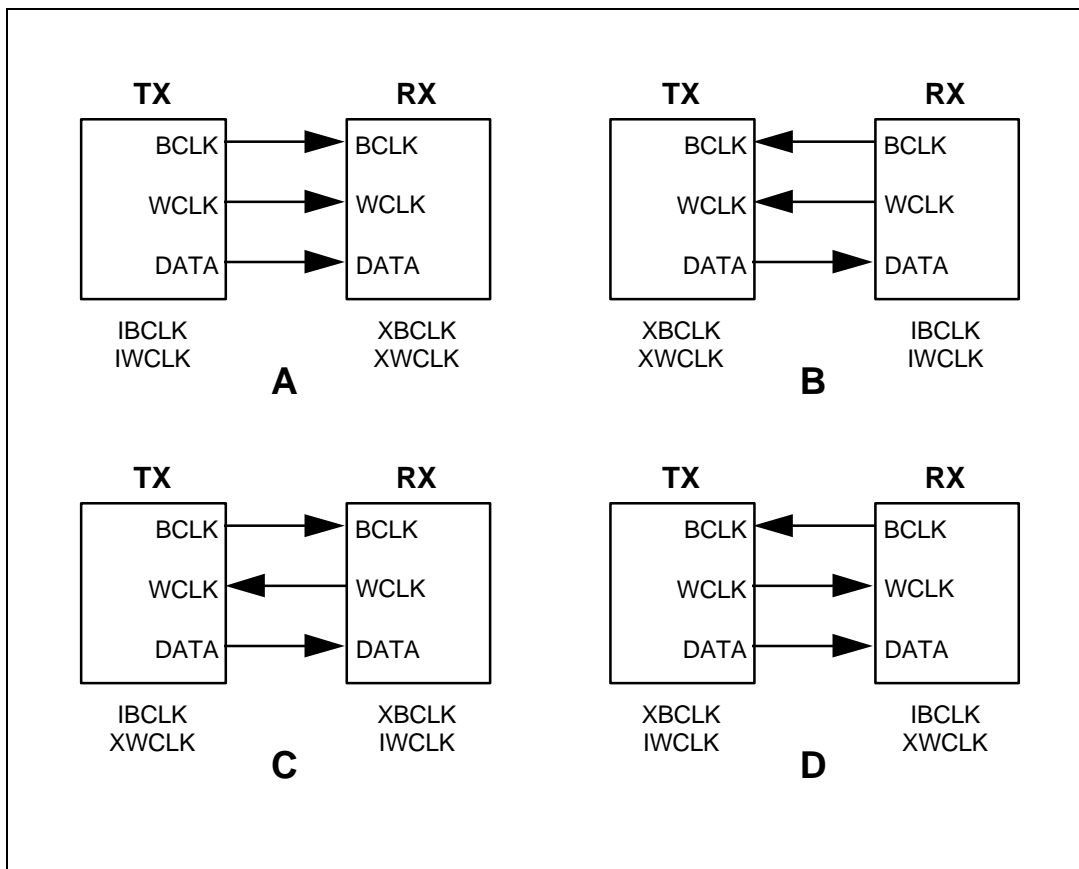 TX RX
BCLK BCLK
WCLK WCLK
DATA DATA
IBCLK XBCLK
IWCLK XWCLK
A
TX RX
BCLK BCLK
WCLK WCLK
DATA DATA
XBCLK IBCLK
XWCLK IWCLK
B
TX RX
BCLK BCLK
WCLK WCLK
DATA DATA
IBCLK XBCLK
XWCLK IWCLK
C
TX RX
BCLK BCLK
WCLK WCLK
DATA DATA
XBCLK IBCLK
IWCLK XWCLK
D